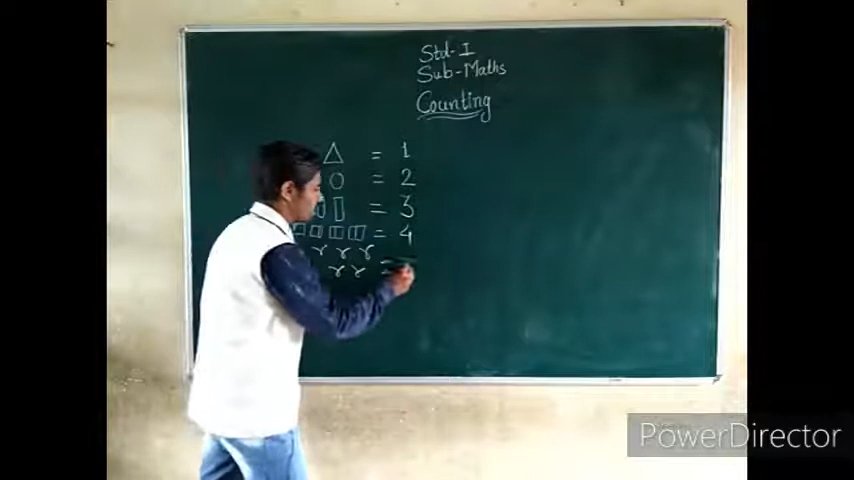 Std-I
Sub-Maths
Counting
= 1
= 2
= 3
= 4
=
PowerDirector